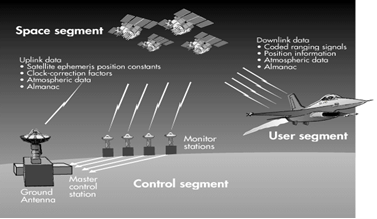 Space segment
Uplink data
• Satellite ephemeris position constants
• Clock-correction factors
• Atmospheric data
• Almanac
Downlink data
• Coded ranging signals
• Position information
• Atmospheric data
• Almanac
User segment
Monitor
stations
Control segment
Master
control
station
Ground
Antenna